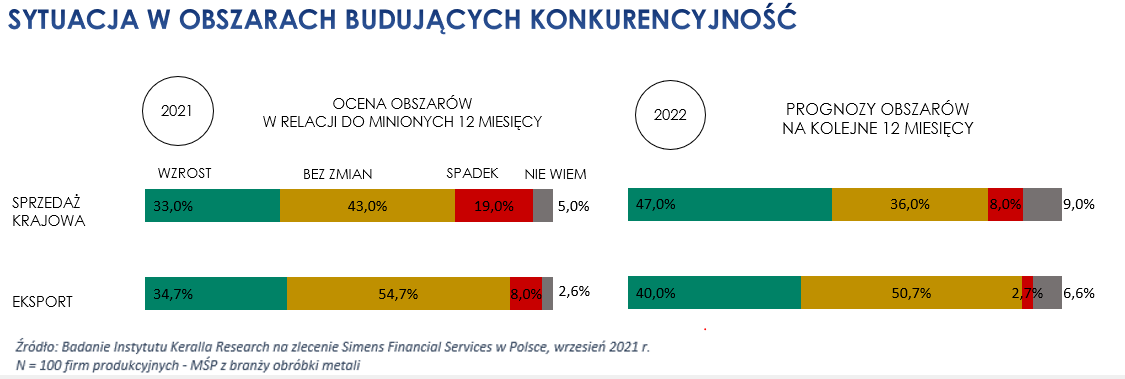 SYTUACJA W OBSZARACH BUDUJĄCYCH KONKURENCYJNOŚĆ
2021
OCENA OBSZARÓW
W RELACJI DO MINIONYCH 12 MIESIĘCY
2022
PROGNOZY OBSZARÓW
NA KOLEJNE 12 MIESIĘCY
WZROST BEZ ZMIAN SPADEK NIE WIEM
SPRZEDAŻ
KRAJOWA
33,0% 43,0% 19,0% 5,0%
47,0% 36,0% 8,0% 9,0%
EKSPORT
34,7% 54,7% 8,0% 2,6%
40,0% 50,7% 2,7% 6,6%
Źródło: Badanie Instytutu Keralla Research na zlecenie Simens Financial Services w Polsce, wrzesień 2021 r.
N = 100 firm produkcyjnych - MŚP z branży obróbki metali